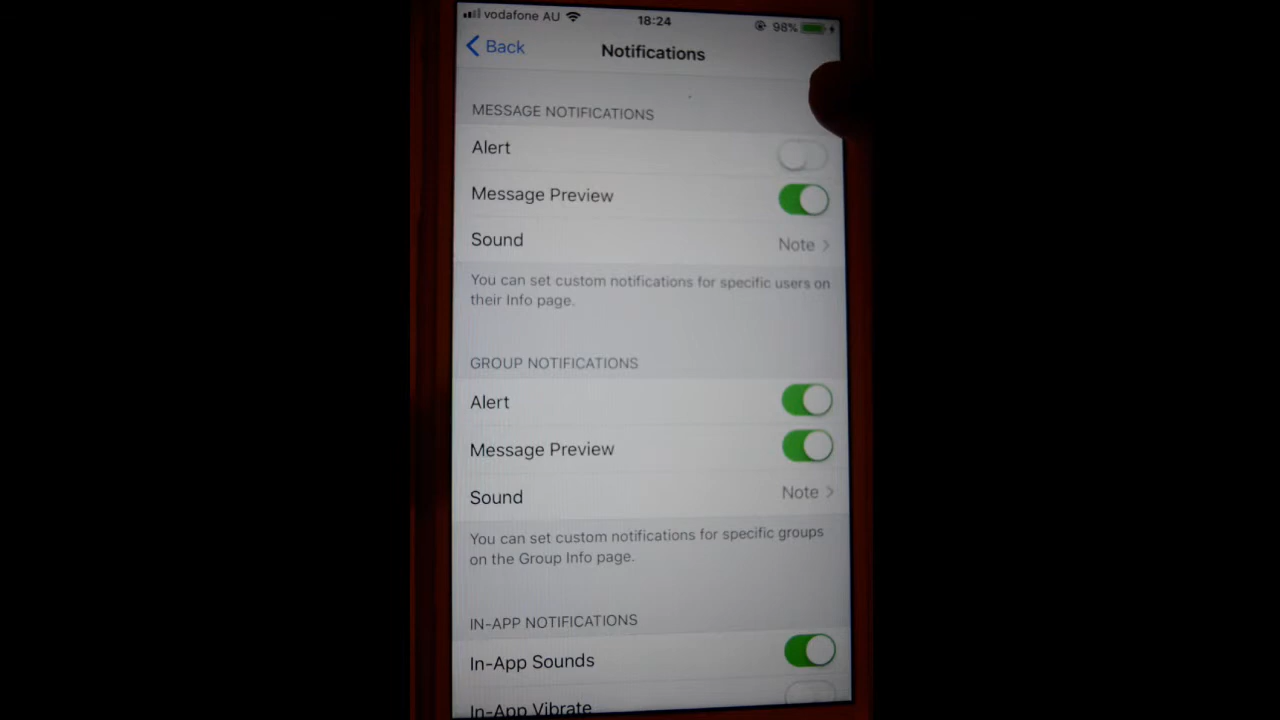 vodafone AU 18:24 98%
Back Notifications
MESSAGE NOTIFICATIONS
Alert
Message Preview
Sound Note
You can set custom notifications for specific users on
their Info page.
GROUP NOTIFICATIONS
Alert
Message Preview
Sound Note
You can set custom notifications for specific groups
on the Group Info page.
IN-APP NOTIFICATIONS
In-App Sounds
In-App Vibrate